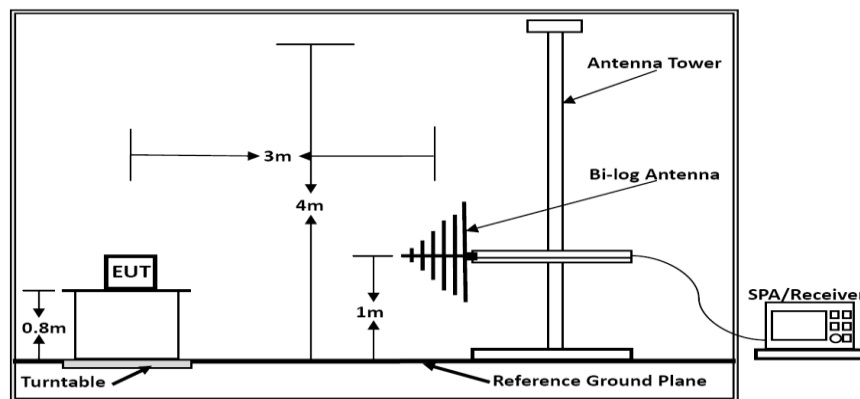 Antenna Tower
3m
Bi-log Antenna
4m
EUT
0.8m
1m
SPA/Receiver
Turntable
Reference Ground Plane